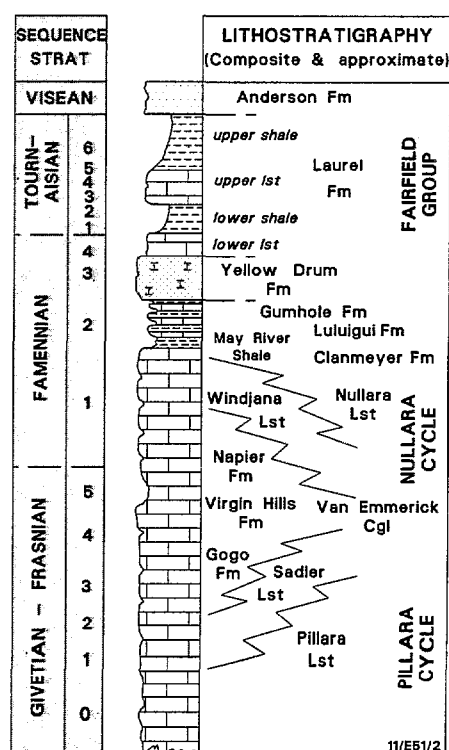 SEQUENCE
STRAT
LITHOSTRATIGRAPHY
(Composite & approximate)
VISEAN
Anderson Fm
TOURN-
AISIAN
6
5
4
3
2
1
upper shale
upper lst
Laurel
Fm
lower shale
lower lst
FAIRFIELD
GROUP
FAMENNIAN
4
3
2
1
Yellow Drum
Fm
Gumhole Fm
Luluigui Fm
May River
Shale
Clanmeyer Fm
Windjana
Lst
Nullara
Lst
Napier
Fm
NULLARA
CYCLE
GIVETIAN - FRASNIAN
5
4
3
2
1
0
Virgin Hills
Fm
Van Emmerick
Cgl
Gogo
Fm
Sadler
Lst
Pillara
Lst
PILLARA
CYCLE
11/E51/2